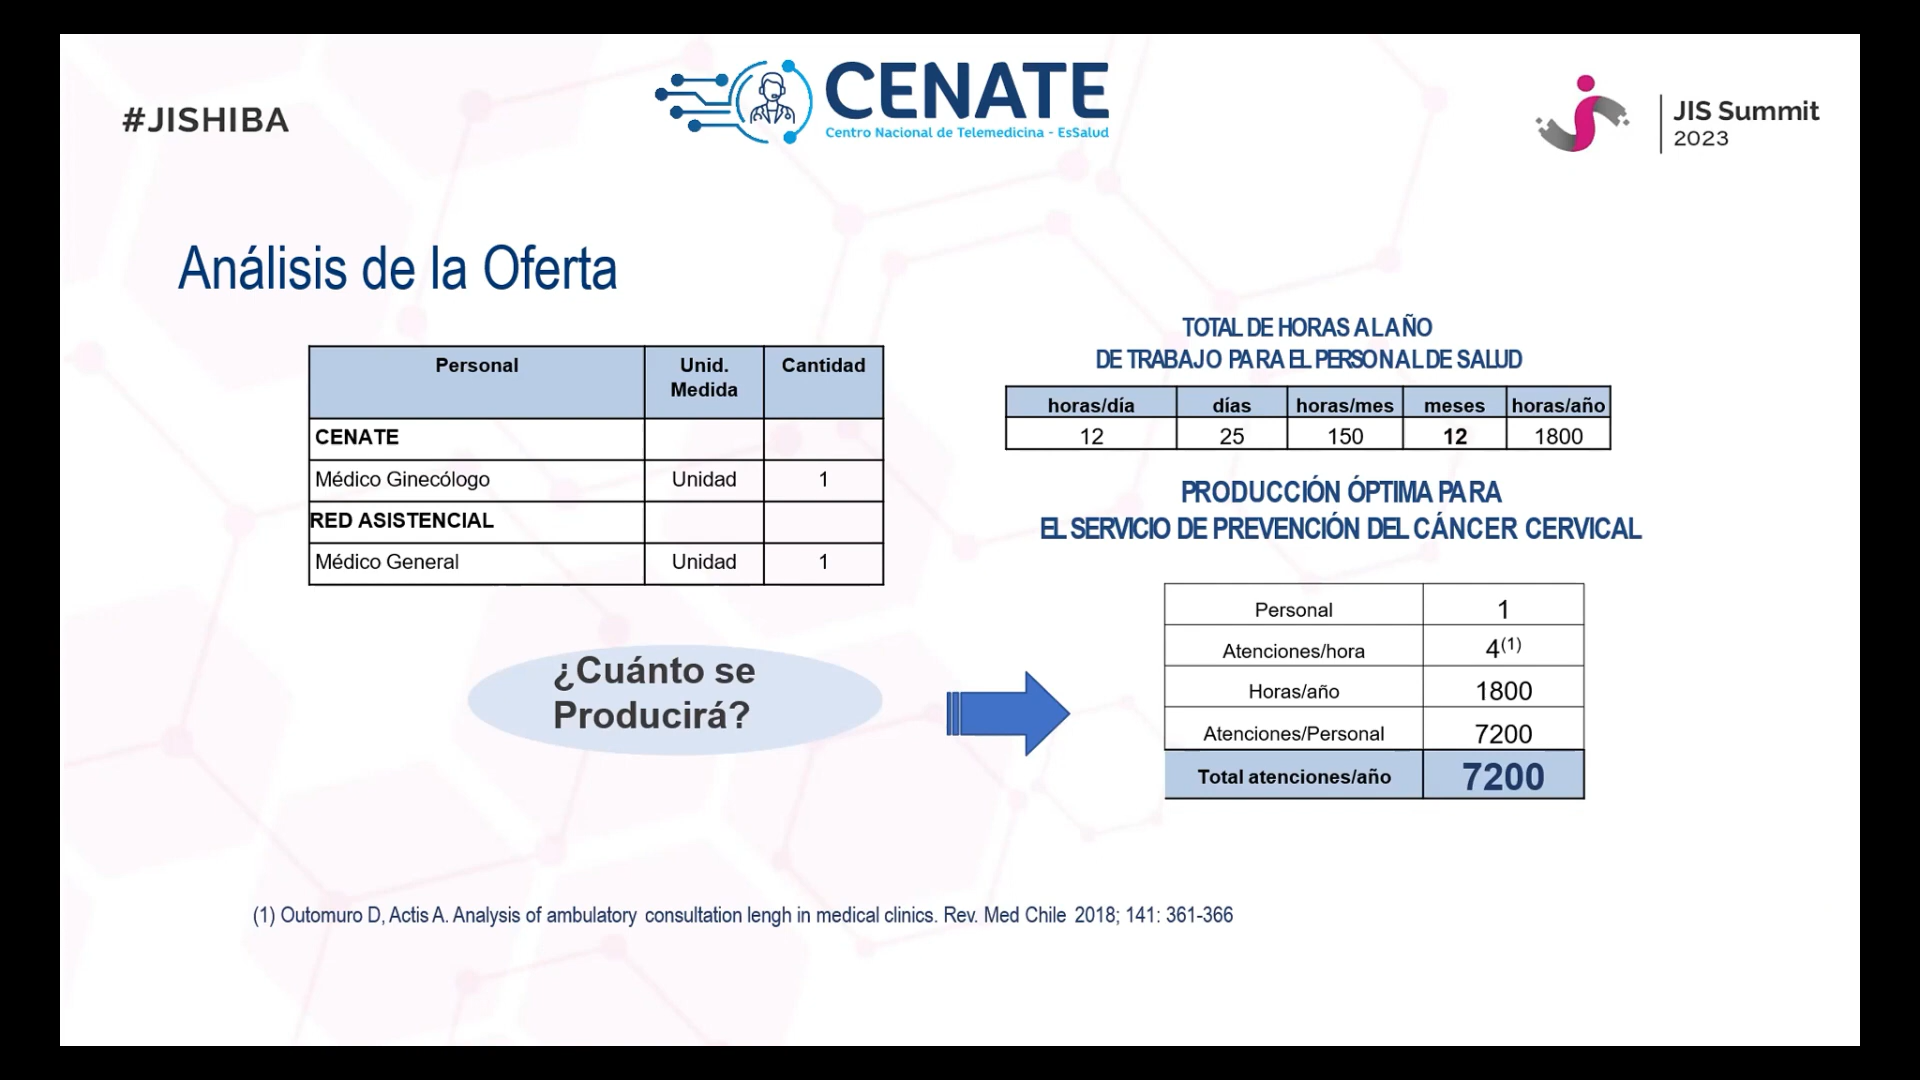 #JISHIBA
CENATE
Centro Nacional de Telemedicina - EsSalud
JIS Summit
2023
Análisis de la Oferta
Personal Unid. Medida Cantidad
CENATE
Médico Ginecólogo Unidad 1
RED ASISTENCIAL
Médico General Unidad 1
TOTAL DE HORAS AL AÑO
DE TRABAJO PARA EL PERSONAL DE SALUD
horas/día días horas/mes meses horas/año
12 25 150 12 1800
PRODUCCIÓN ÓPTIMA PARA
EL SERVICIO DE PREVENCIÓN DEL CÁNCER CERVICAL
¿Cuánto se
Producirá?
Personal 1
Atenciones/hora 4(1)
Horas/año 1800
Atenciones/Personal 7200
Total atenciones/año 7200
(1) Outomuro D, Actis A. Analysis of ambulatory consultation lengh in medical clinics. Rev. Med Chile 2018; 141: 361-366